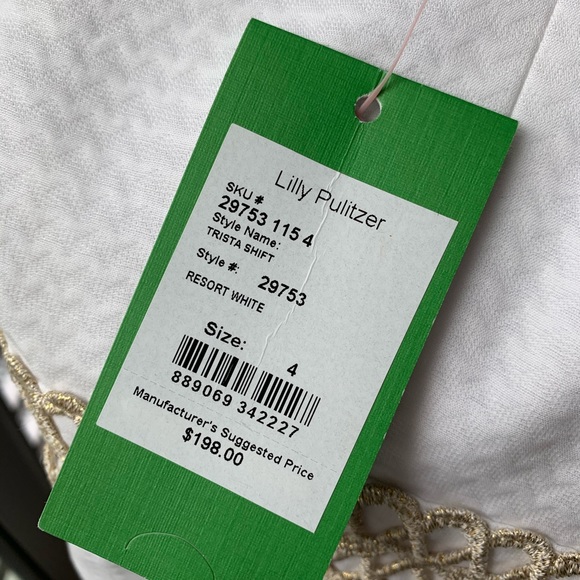 Lilly Pulitzer
SKU #
29753 115 4
Style Name:
TRISTA SHIFT
Style #: 29753
RESORT WHITE
Size: 4
889069 342227
Manufacturer's Suggested Price
$198.00